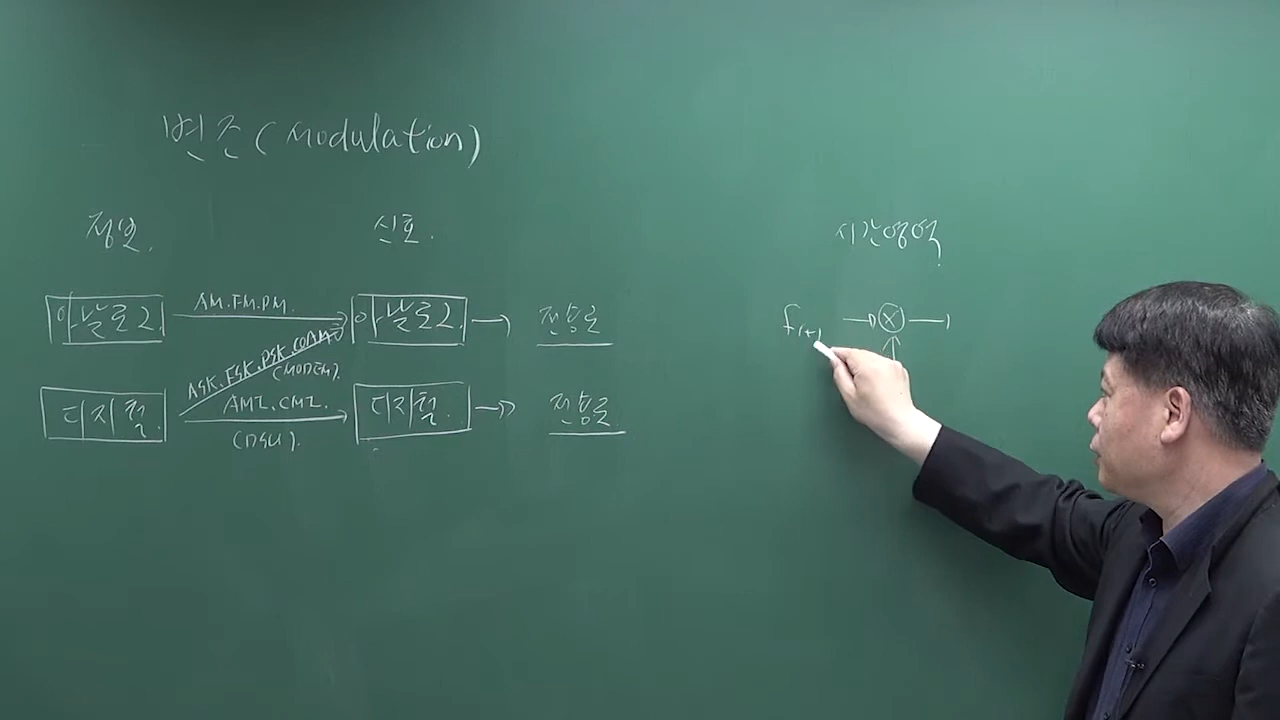 변조(Modulation)
정보.
신호.
시간영역
아날로그
AM.FM.PM.
아날로그
전송로
ASK.FSK.PSK.QAM
(MODEM).
f(t)
디지털
AMI.CMI.
(DSU).
디지털
전송로